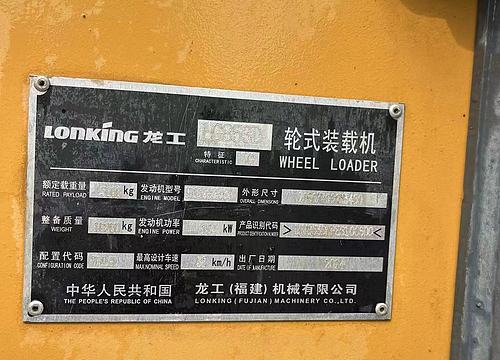 LONKING 龙工 轮式装载机
特征
CHARACTERISTIC WHEEL LOADER
额定载重量 kg 发动机型号 外形尺寸
RATED PAYLOAD ENGINE MODEL OVERALL DIMENSIONS
整备质量 kg 发动机功率 kW 产品识别代码 > <
WEIGHT ENGINE POWER PRODUCT IDENTIFICATION NUMBER
配置代码 最高设计车速 km/h 出厂日期
CONFIGURATION CODE MAX.NOMINAL SPEED DATE OF MANUFACTURE
中华人民共和国 龙工(福建)机械有限公司
THE PEOPLE'S REPUBLIC OF CHINA LONKING(FUJIAN)MACHINERY CO.,LTD.